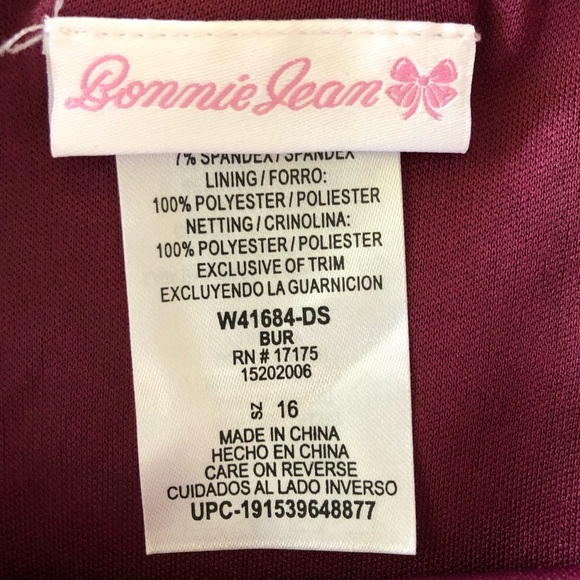 Bonnie Jean
7% SPANDEX / SPANDEX
LINING / FORRO:
100% POLYESTER / POLIESTER
NETTING / CRINOLINA:
100% POLYESTER / POLIESTER
EXCLUSIVE OF TRIM
EXCLUYENDO LA GUARNICION
W41684-DS
BUR
RN # 17175
15202006
SZ 16
MADE IN CHINA
HECHO EN CHINA
CARE ON REVERSE
CUIDADOS AL LADO INVERSO
UPC-191539648877